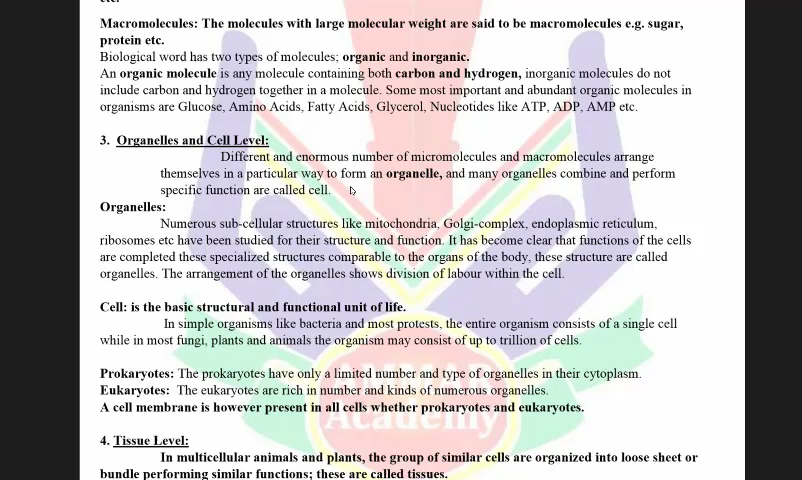 etc.
Macromolecules: The molecules with large molecular weight are said to be macromolecules e.g. sugar,
protein etc.
Biological word has two types of molecules; organic and inorganic.
An organic molecule is any molecule containing both carbon and hydrogen, inorganic molecules do not
include carbon and hydrogen together in a molecule. Some most important and abundant organic molecules in
organisms are Glucose, Amino Acids, Fatty Acids, Glycerol, Nucleotides like ATP, ADP, AMP etc.
3. Organelles and Cell Level:
Different and enormous number of micromolecules and macromolecules arrange
themselves in a particular way to form an organelle, and many organelles combine and perform
specific function are called cell.
Organelles:
Numerous sub-cellular structures like mitochondria. Golgi-complex, endoplasmic reticulum,
ribosomes etc have been studied for their structure and function. It has become clear that functions of the cells
are completed these specialized structures comparable to the organs of the body, these structure are called
organelles. The arrangement of the organelles shows division of labour within the cell.
Cell: is the basic structural and functional unit of life.
In simple organisms like bacteria and most protests, the entire organism consists of a single cell
while in most fungi, plants and animals the organism may consist of up to trillion of cells.
Prokaryotes: The prokaryotes have only a limited number and type of organelles in their cytoplasm.
Eukaryotes: The eukaryotes are rich in number and kinds of numerous organelles.
A cell membrane is however present in all cells whether prokaryotes and eukaryotes.
Academy
4. Tissue Level:
In multicellular animals and plants, the group of similar cells are organized into loose sheet or
bundle performing similar functions; these are called tissues.